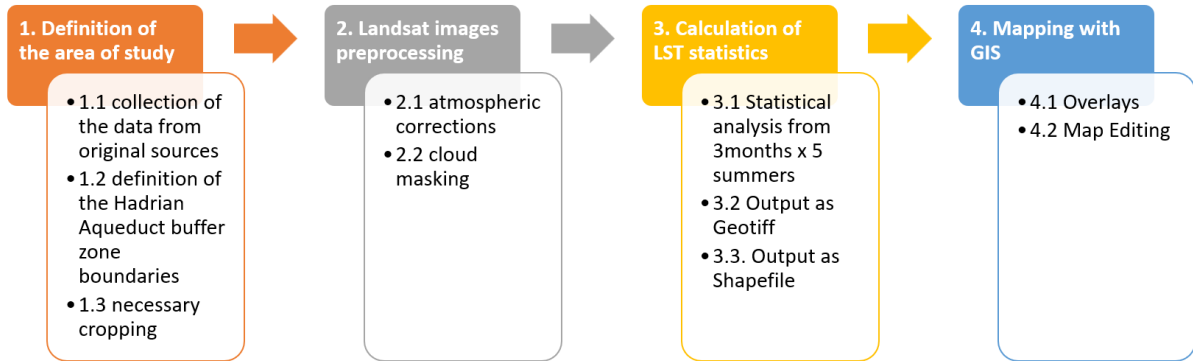 1. Definition of
the area of study
• 1.1 collection of
the data from
original sources
• 1.2 definition of
the Hadrian
Aqueduct buffer
zone
boundaries
• 1.3 necessary
cropping
2. Landsat images
preprocessing
• 2.1 atmospheric
corrections
• 2.2 cloud
masking
3. Calculation of
LST statistics
• 3.1 Statistical
analysis from
3months x 5
summers
• 3.2 Output as
Geotiff
• 3.3. Output as
Shapefile
4. Mapping with
GIS
• 4.1 Overlays
• 4.2 Map Editing